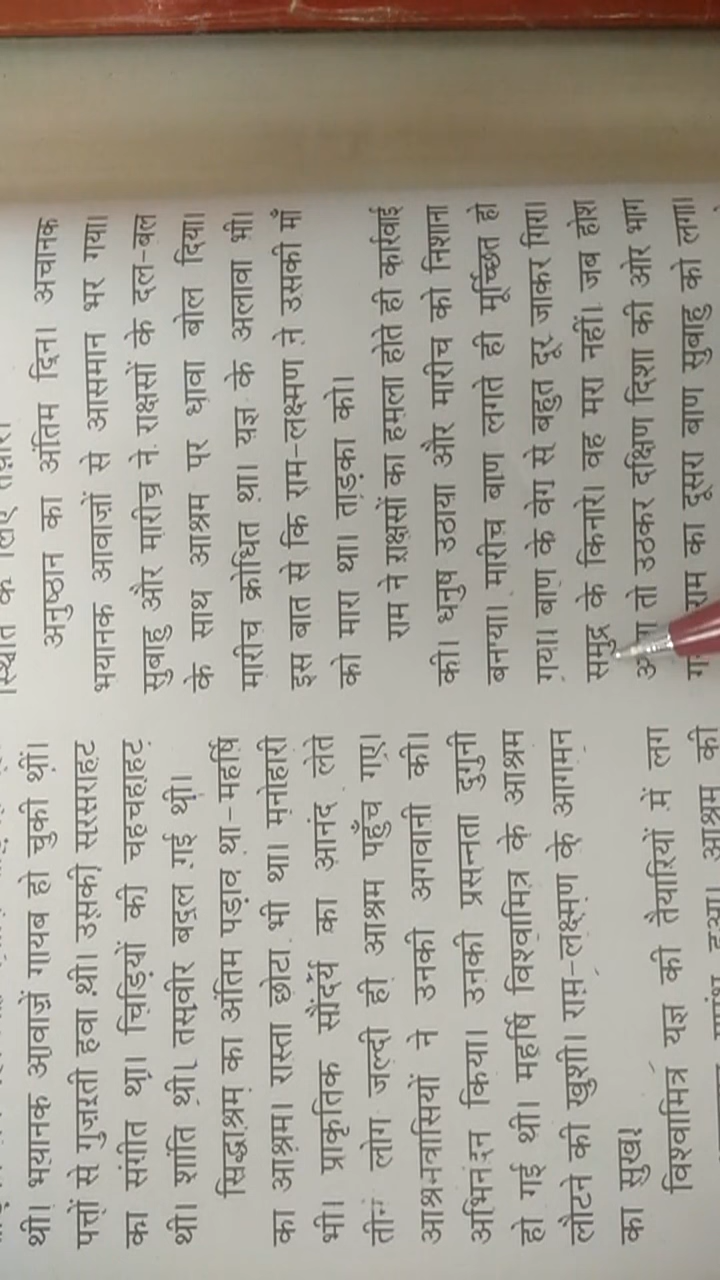 थी। भयानक आवाज़ें गायब हो चुकी थीं।
पत्तों से गुज़रती हवा थी। उसकी सरसराहट
का संगीत था। चिड़ियों की चहचहाहट
थी। शांति थी। तसवीर बदल गई थी।
सिद्धाश्रम का अंतिम पड़ाव था-महर्षि
का आश्रम। रास्ता छोटा भी था। मनोहारी
भी। प्राकृतिक सौंदर्य का आनंद लेते
तीनों लोग जल्दी ही आश्रम पहुँच गए।
आश्रमवासियों ने उनकी अगवानी की।
अभिनंदन किया। उनकी प्रसन्नता दुगुनी
हो गई थी। महर्षि विश्वामित्र के आश्रम
लौटने की खुशी। राम-लक्ष्मण के आगमन
का सुख!
विश्वामित्र यज्ञ की तैयारियों में लग
हुआ। आश्रम की
स्थिति के लिए
अनुष्ठान का अंतिम दिन। अचानक
भयानक आवाज़ों से आसमान भर गया।
सुबाहु और मारीच ने राक्षसों के दल-बल
के साथ आश्रम पर धावा बोल दिया।
मारीच क्रोधित था। यज्ञ के अलावा भी।
इस बात से कि राम-लक्ष्मण ने उसकी माँ
को मारा था। ताड़का को।
राम ने राक्षसों का हमला होते ही कार्रवाई
की। धनुष उठाया और मारीच को निशाना
बनाया। मारीच बाण लगते ही मूर्च्छित हो
गया। बाण के वेग से बहुत दूर जाकर गिरा।
समुद्र के किनारे। वह मरा नहीं। जब होश
तो उठकर दक्षिण दिशा की ओर भाग
राम का दूसरा बाण सुबाहु को लगा।